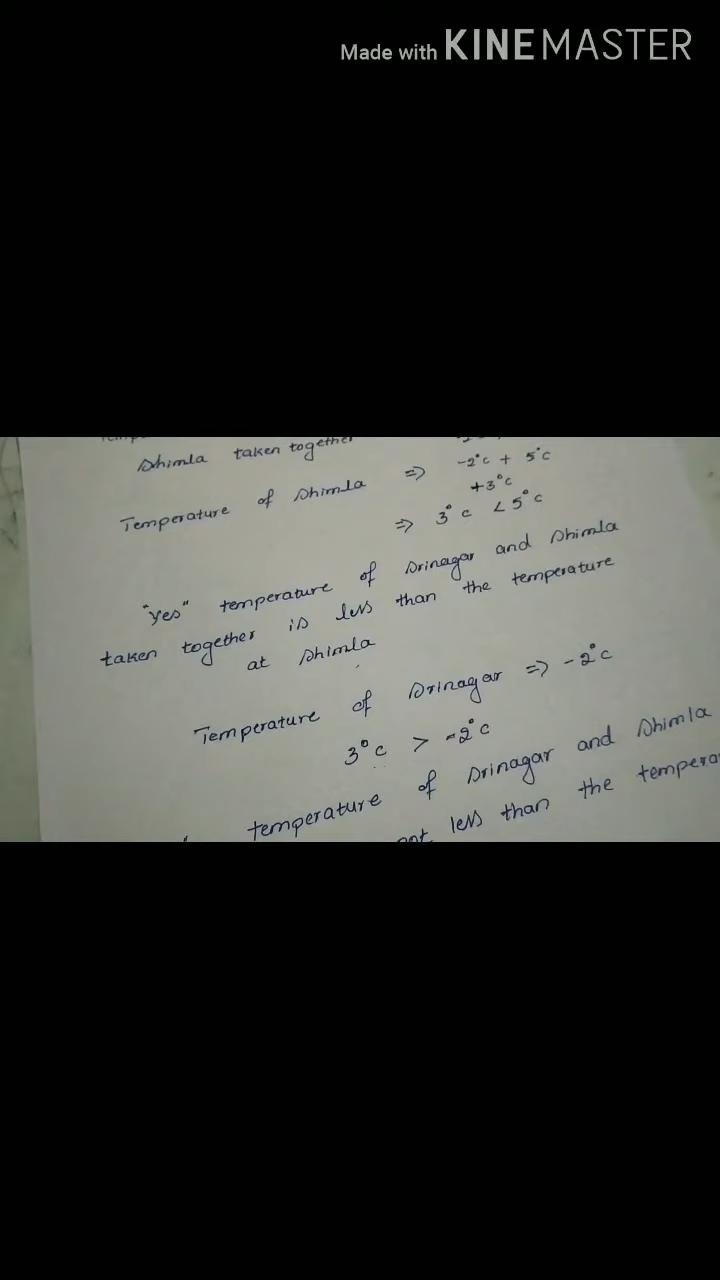 Made with KINEMASTER
Shimla taken together
-2°c + 5°c
Temperature of Shimla => +3°c
=> 3°c < 5°c
"yes" temperature of Srinagar and Shimla
taken together is less than the temperature
at Shimla
Temperature of Srinagar => -2°c
3°c > -2°c
temperature of Srinagar and Shimla
not less than the